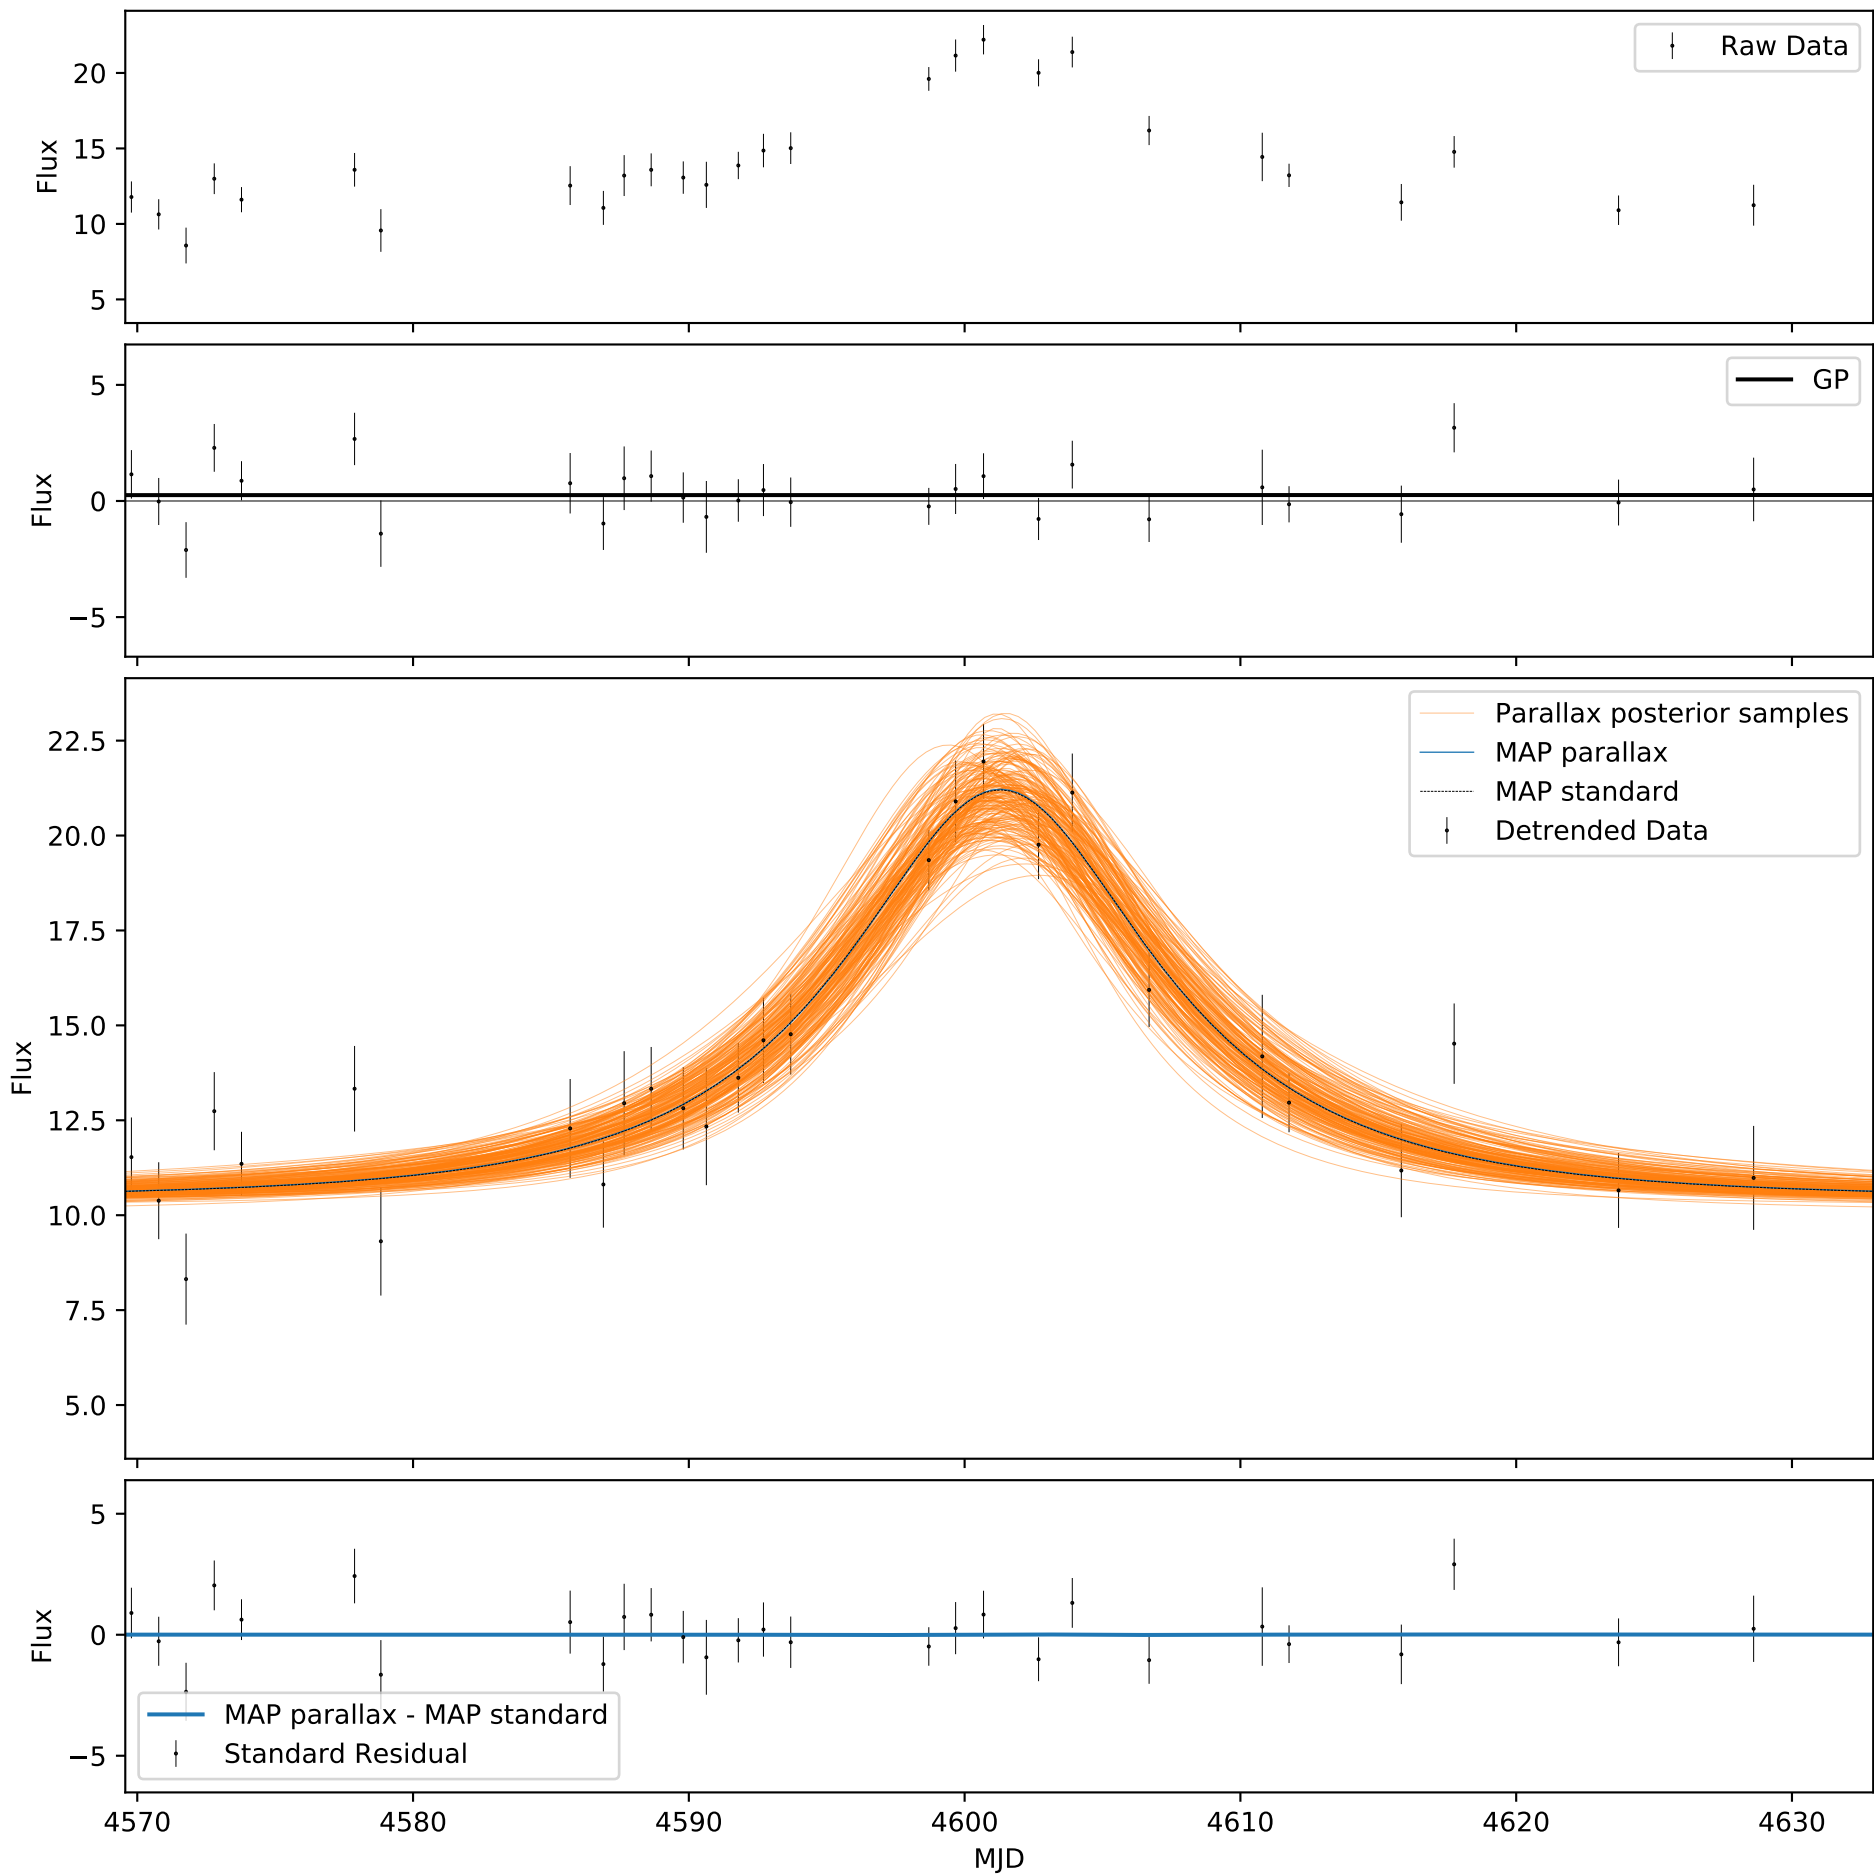 Raw Data
20
15
10
5
Flux
GP
5
0
−5
Flux
Parallax posterior samples
MAP parallax
MAP standard
Detrended Data
22.5
20.0
17.5
15.0
12.5
10.0
7.5
5.0
Flux
5
0
−5
Flux
MAP parallax - MAP standard
Standard Residual
4570 4580 4590 4600 4610 4620 4630
MJD